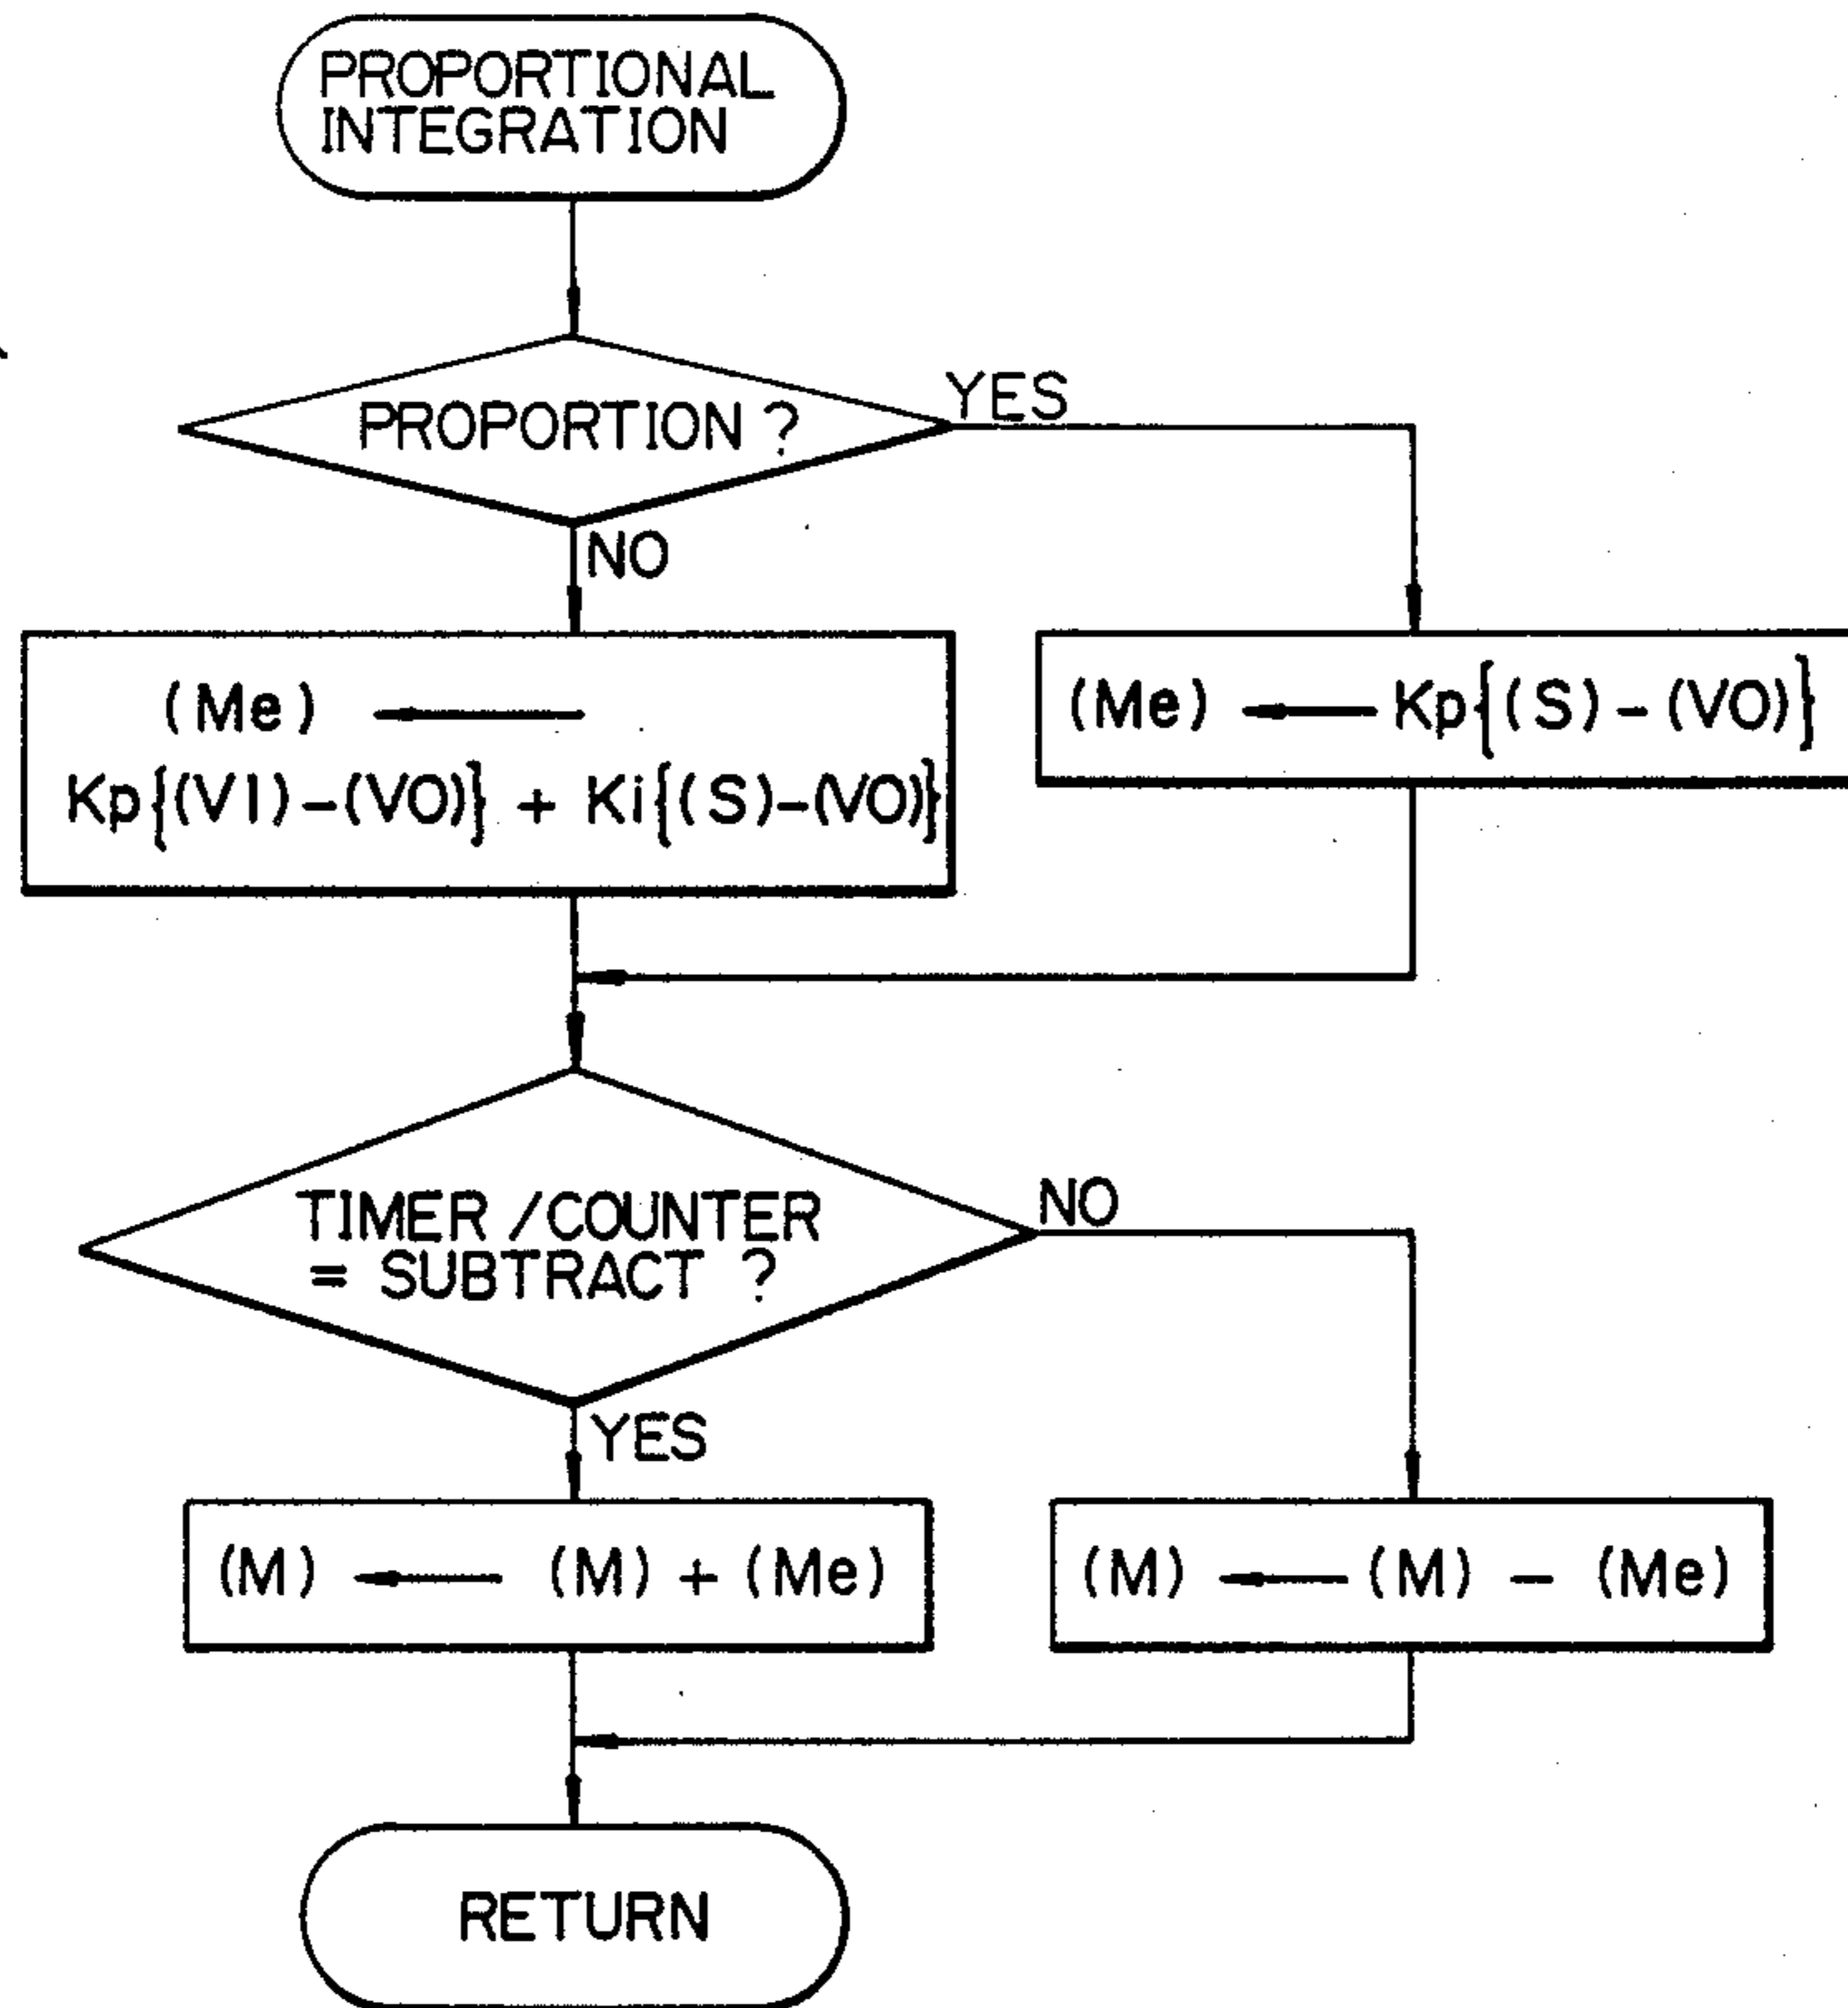 PROPORTIONAL
INTEGRATION
PROPORTION ?
YES
NO
(Me) ←
Kp{(V1)-(VO)} + Ki{(S)-(VO)}
(Me) ← Kp{(S)-(VO)}
TIMER /COUNTER
= SUBTRACT ?
NO
YES
(M) ← (M) + (Me)
(M) ← (M) - (Me)
RETURN